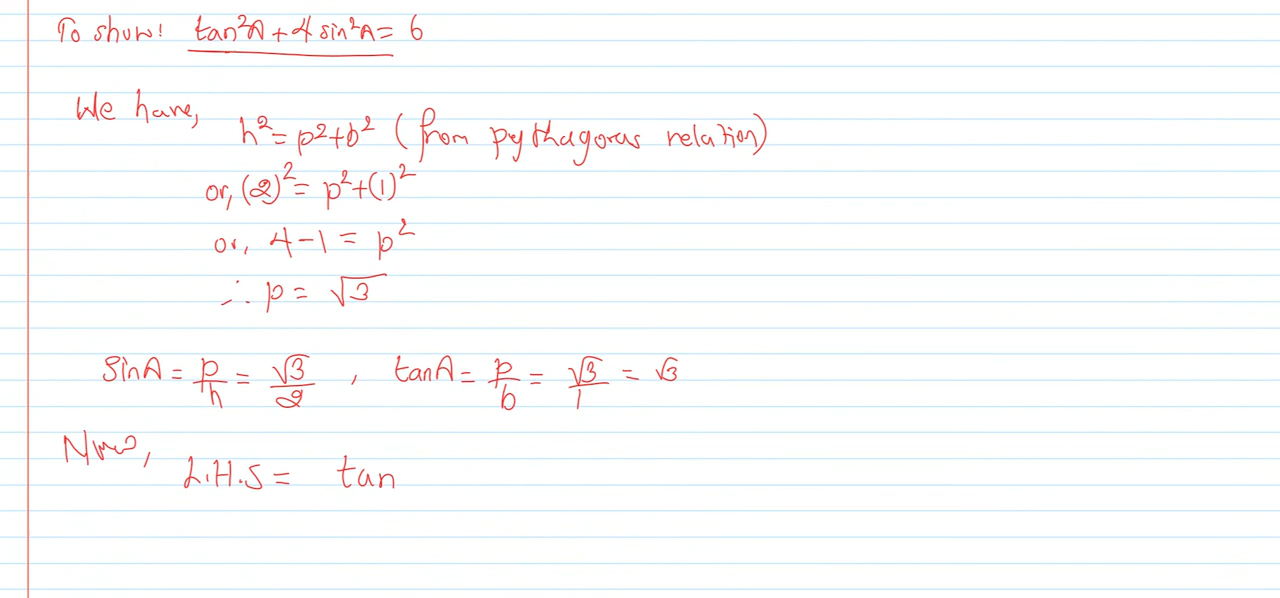 To show: tan²A + 4 sin²A = 6
We have,
h² = p² + b² (from pythagoras relation)
or, (2)² = p² + (1)²
or, 4 - 1 = p²
∴ p = √3
sinA = p/h = √3/2 , tanA = p/b = √3/1 = √3
Now,
L.H.S = tan